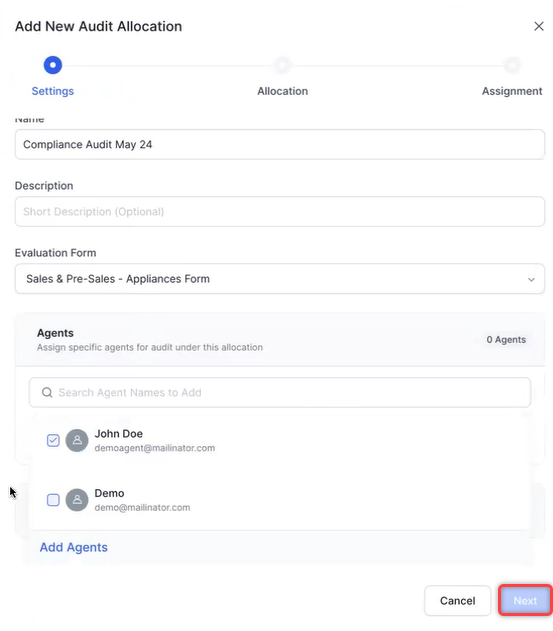 Add New Audit Allocation
Settings
Allocation
Assignment
Name
Compliance Audit May 24
Description
Short Description (Optional)
Evaluation Form
Sales & Pre-Sales - Appliances Form
Agents
0 Agents
Assign specific agents for audit under this allocation
Search Agent Names to Add
John Doe
demoagent@mailinator.com
Demo
demo@mailinator.com
Add Agents
Cancel
Next